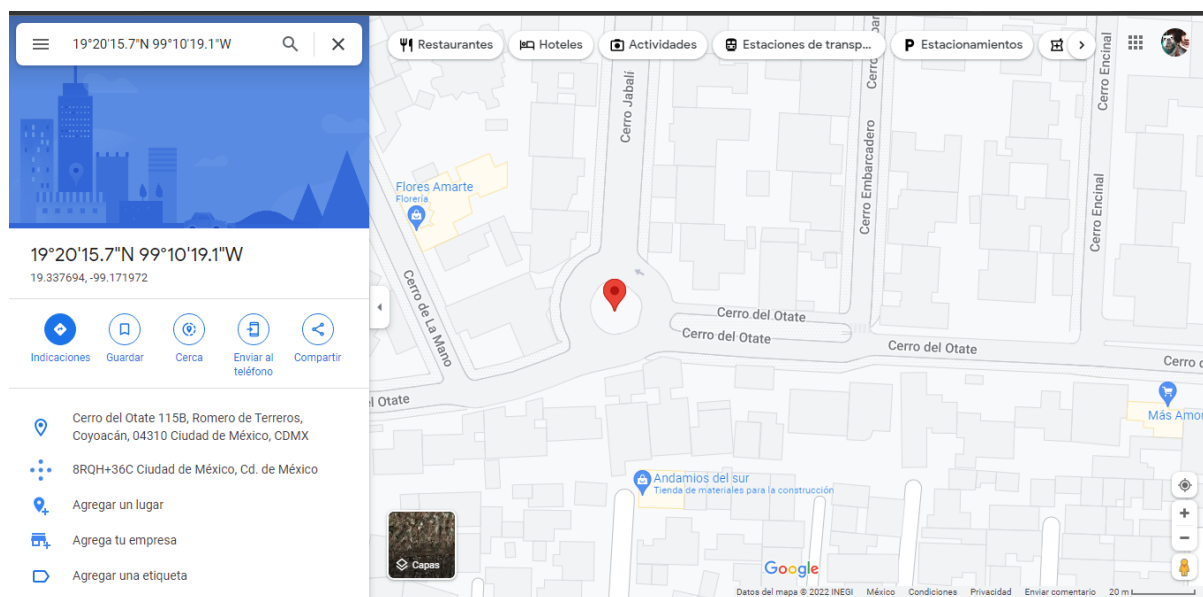 19°20'15.7"N 99°10'19.1"W
Restaurantes
Hoteles
Actividades
Estaciones de transp...
P Estacionamientos
19°20'15.7"N 99°10'19.1"W
19.337694, -99.171972
Indicaciones
Guardar
Cerca
Enviar al
teléfono
Compartir
Cerro del Otate 115B, Romero de Terreros,
Coyoacán, 04310 Ciudad de México, CDMX
8RQH+36C Ciudad de México, Cd. de México
Agregar un lugar
Agrega tu empresa
Agregar una etiqueta
Cerro Jabalí
Cerro Embarcadero
Cerro Encinal
Cerro Encinal
Flores Amarte
Florería
Cerro de La Mano
Cerro del Otate
Cerro del Otate
Cerro del Otate
l Otate
Más Amor
Andamios del sur
Tienda de materiales para la construcción
Capas
Google
Datos del mapa © 2022 INEGI
México
Condiciones
Privacidad
Enviar comentario
20 m